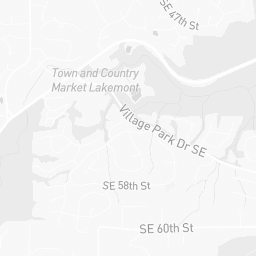 SE 47th St
Town and Country
Market Lakemont
Village Park Dr SE
SE 58th St
SE 60th St